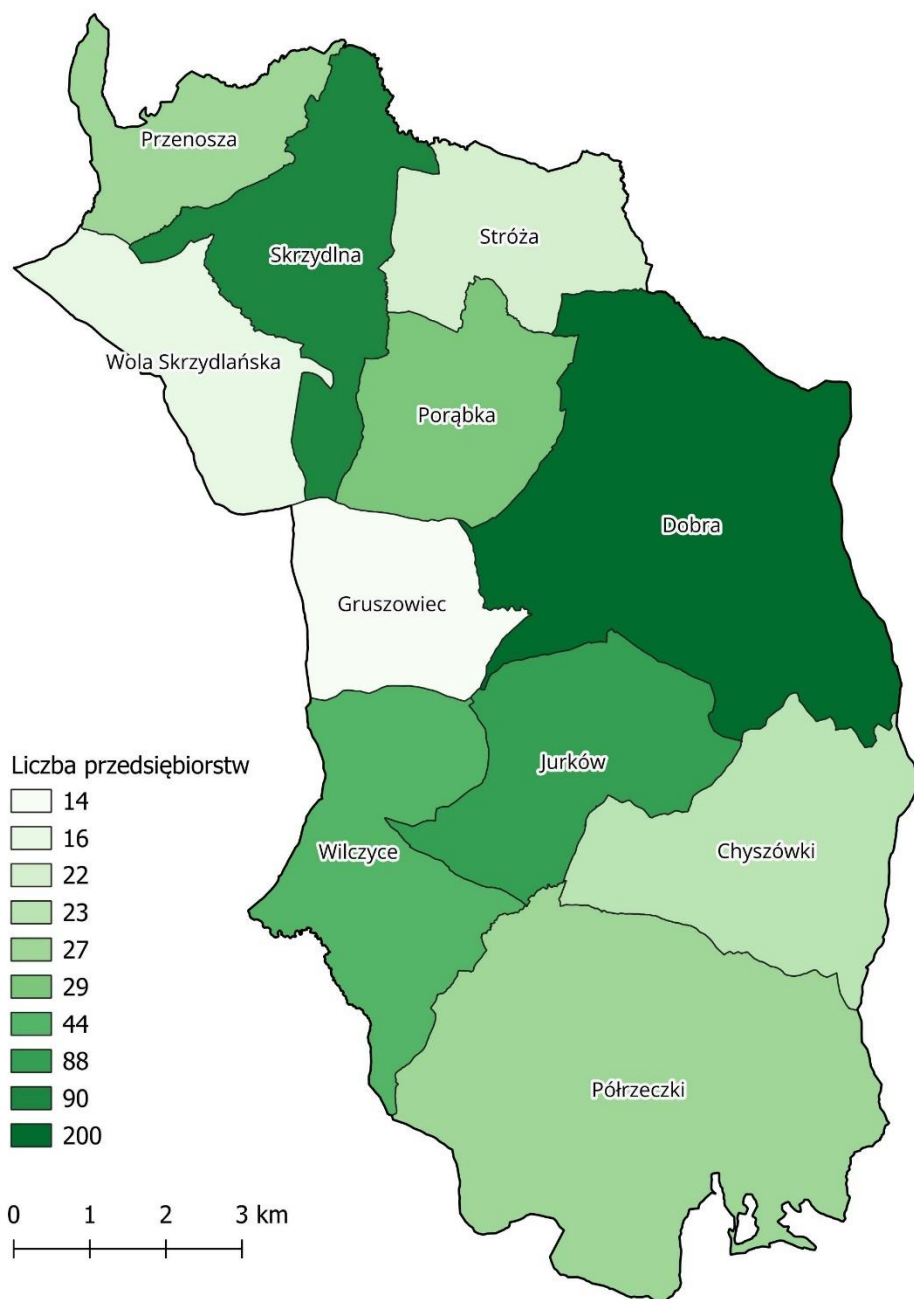 Przenosza
Stróża
Skrzydlna
Wola Skrzydlańska
Porąbka
Dobra
Gruszowiec
Jurków
Wilczyce
Chyszówki
Półrzeczki
Liczba przedsiębiorstw
14
16
22
23
27
29
44
88
90
200
0 1 2 3 km